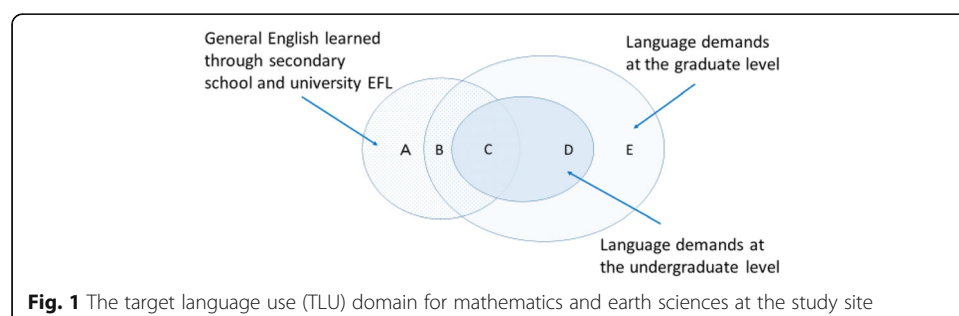 General English learned
through secondary
school and university EFL
Language demands
at the graduate level
A B C D E
Language demands at
the undergraduate level
Fig. 1 The target language use (TLU) domain for mathematics and earth sciences at the study site